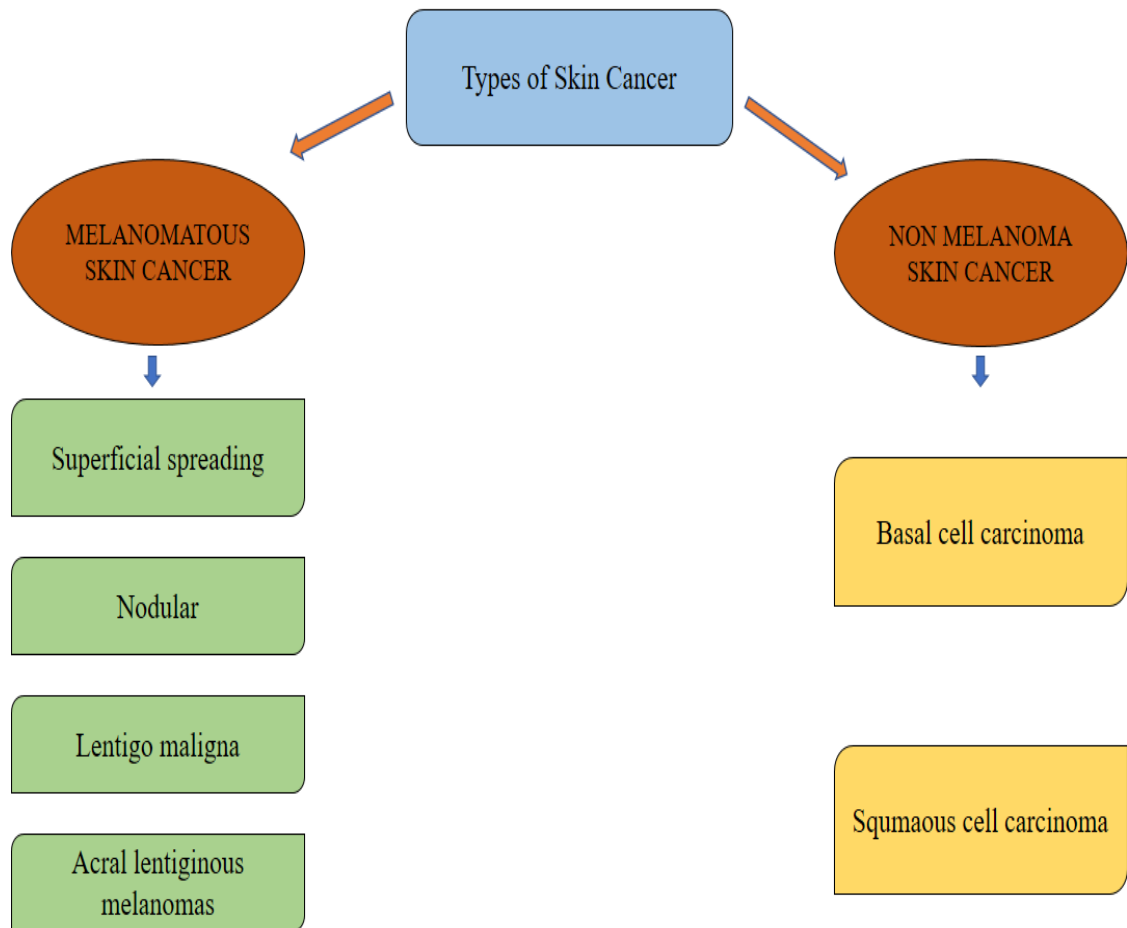 Types of Skin Cancer
MELANOMATOUS
SKIN CANCER
NON MELANOMA
SKIN CANCER
Superficial spreading
Nodular
Lentigo maligna
Acral lentiginous
melanomas
Basal cell carcinoma
Squmaous cell carcinoma